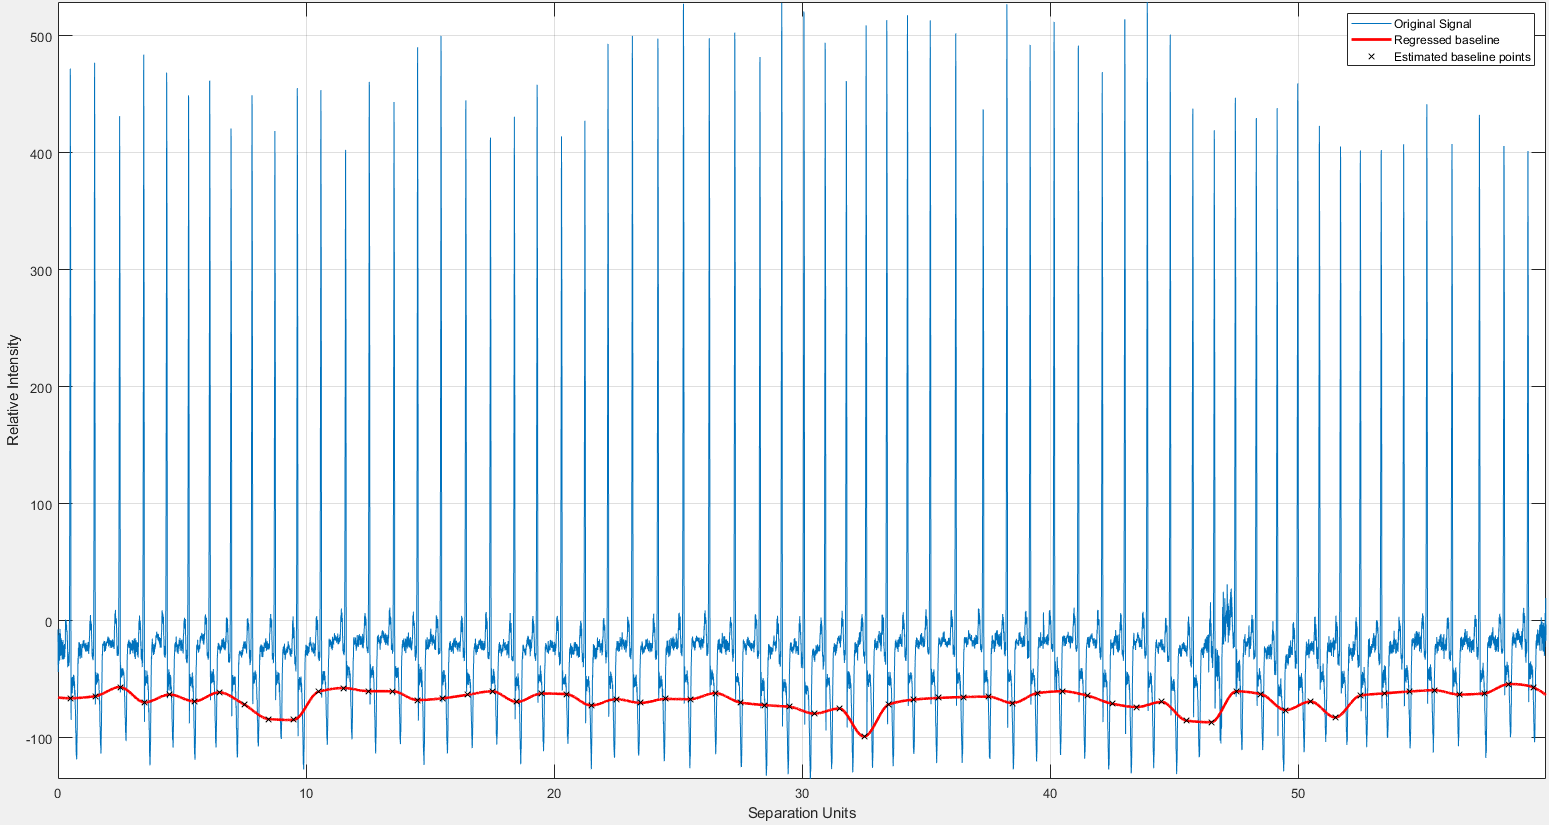 Original Signal
Regressed baseline
Estimated baseline points
500
400
300
200
100
0
-100
Relative Intensity
0 10 20 30 40 50
Separation Units